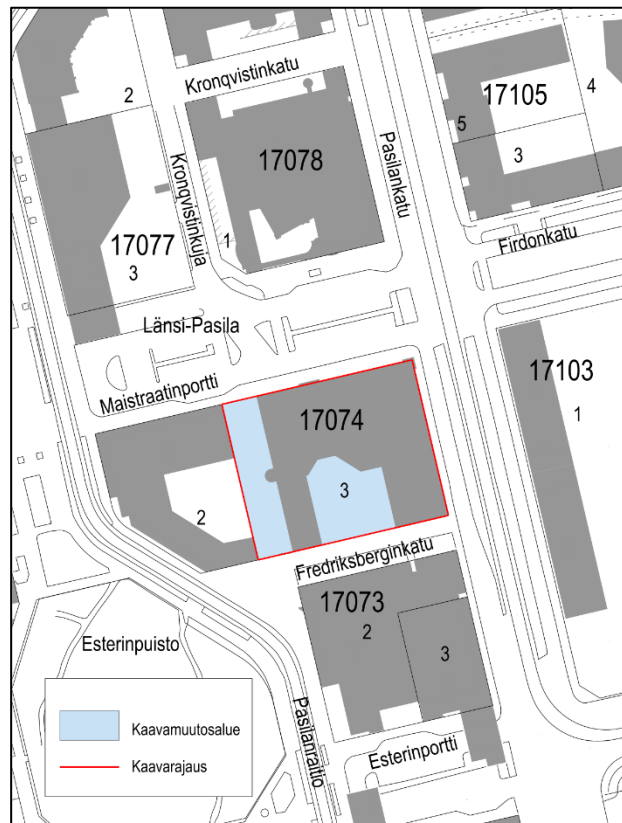 Kronqvistinkatu
2
Kronqvistinkuja
17078
1
Pasilankatu
17105
4
5
3
Firdonkatu
17077
3
Länsi-Pasila
Maistraatinportti
17103
1
17074
3
2
Fredriksberginkatu
17073
2
3
Esterinpuisto
Pasilanraitio
Esterinportti
Kaavamuutosalue
Kaavarajaus